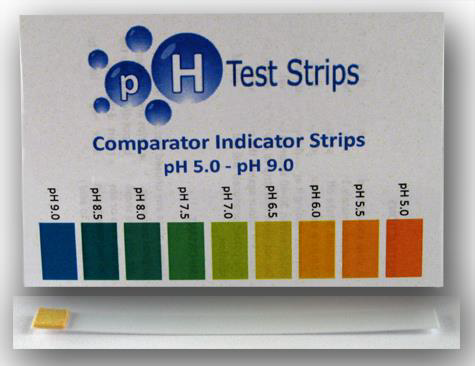 pH Test Strips
Comparator Indicator Strips
pH 5.0 - pH 9.0
pH 9.0
pH 8.5
pH 8.0
pH 7.5
pH 7.0
pH 6.5
pH 6.0
pH 5.5
pH 5.0